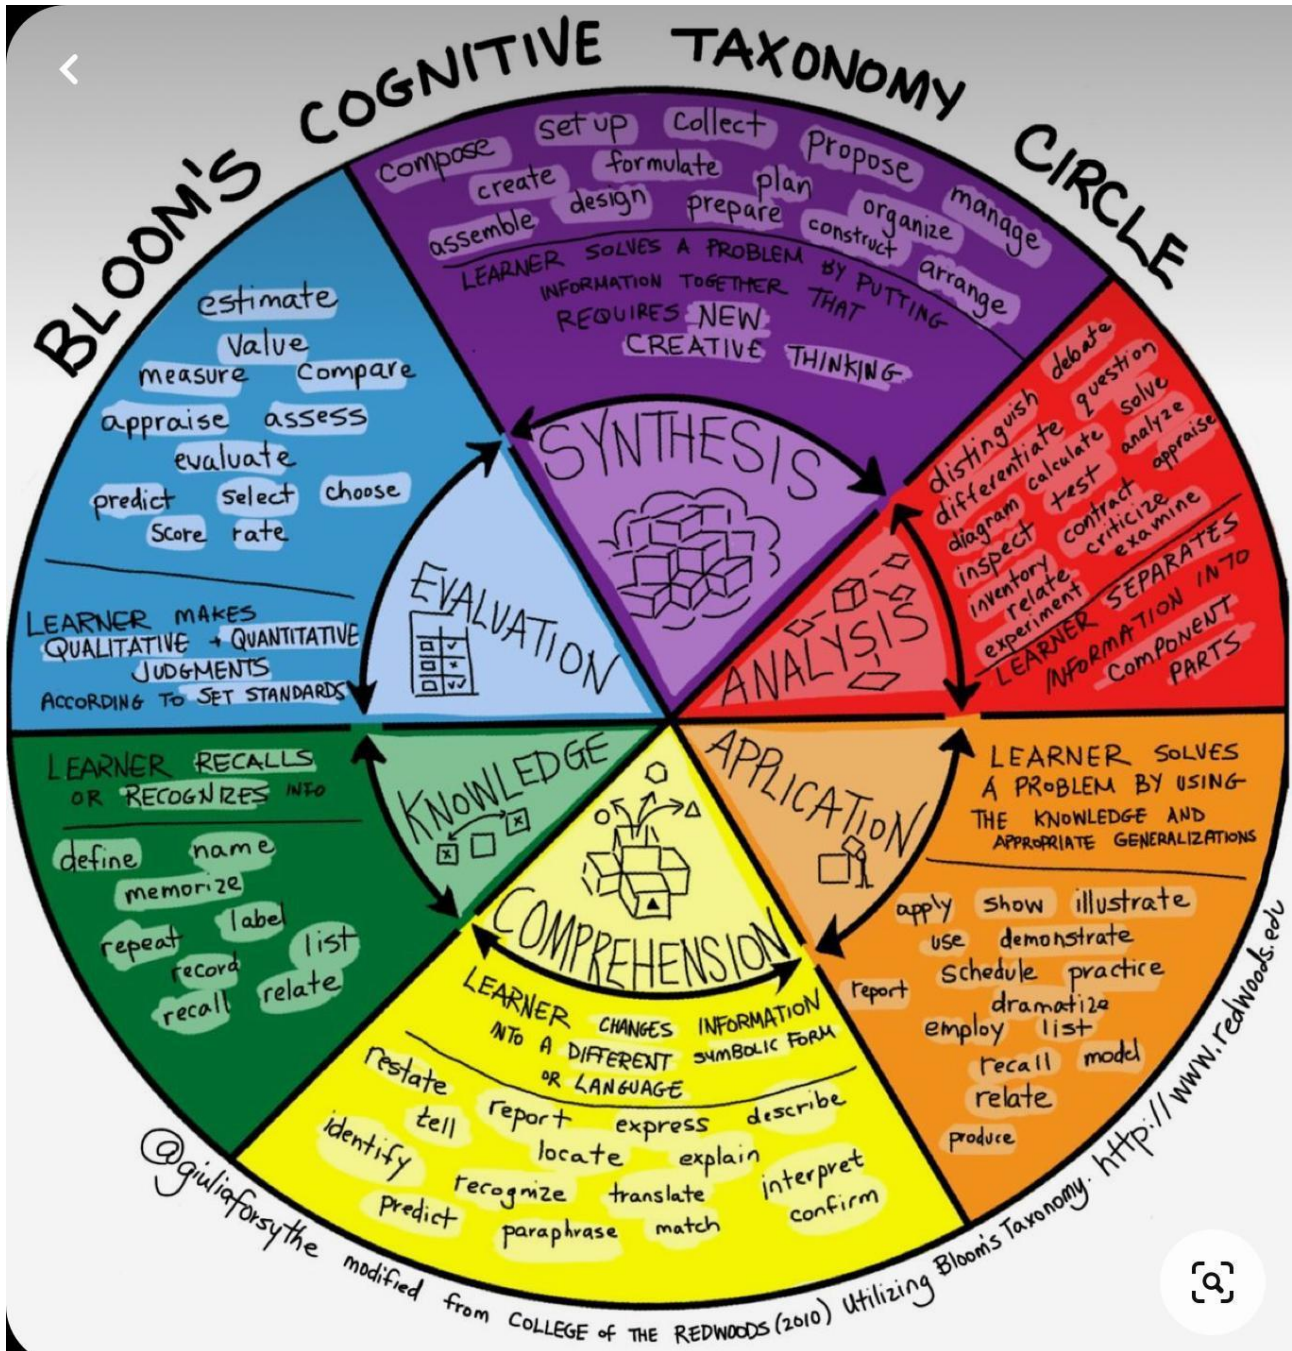 BLOOM'S COGNITIVE TAXONOMY CIRCLE
compose set up collect propose manage
create formulate plan organize
assemble design prepare construct arrange
LEARNER SOLVES A PROBLEM BY PUTTING
INFORMATION TOGETHER THAT
REQUIRES NEW
CREATIVE THINKING
SYNTHESIS
debate
distinguish question
differentiate solve
diagram calculate analyze
inspect test appraise
inventory contract
relate criticize
experiment examine
LEARNER SEPARATES
INFORMATION INTO
COMPONENT
PARTS
ANALYSIS
APPLICATION
LEARNER SOLVES
A PROBLEM BY USING
THE KNOWLEDGE AND
APPROPRIATE GENERALIZATIONS
apply show illustrate
use demonstrate
schedule practice
report dramatize
employ list
recall model
relate
produce
COMPREHENSION
LEARNER CHANGES INFORMATION
INTO A DIFFERENT SYMBOLIC FORM
OR LANGUAGE
restate
tell report express describe
identify locate explain
recognize translate interpret
predict paraphrase match confirm
KNOWLEDGE
LEARNER RECALLS
OR RECOGNIZES INFO
define name
memorize
repeat label list
record
recall relate
EVALUATION
estimate
value
measure compare
appraise assess
evaluate
predict select choose
score rate
LEARNER MAKES
QUALITATIVE + QUANTITATIVE
JUDGMENTS
ACCORDING TO SET STANDARDS
@giuliaforsythe modified from COLLEGE of THE REDWOODS (2010) Utilizing Bloom's Taxonomy. http://www.redwoods.edu